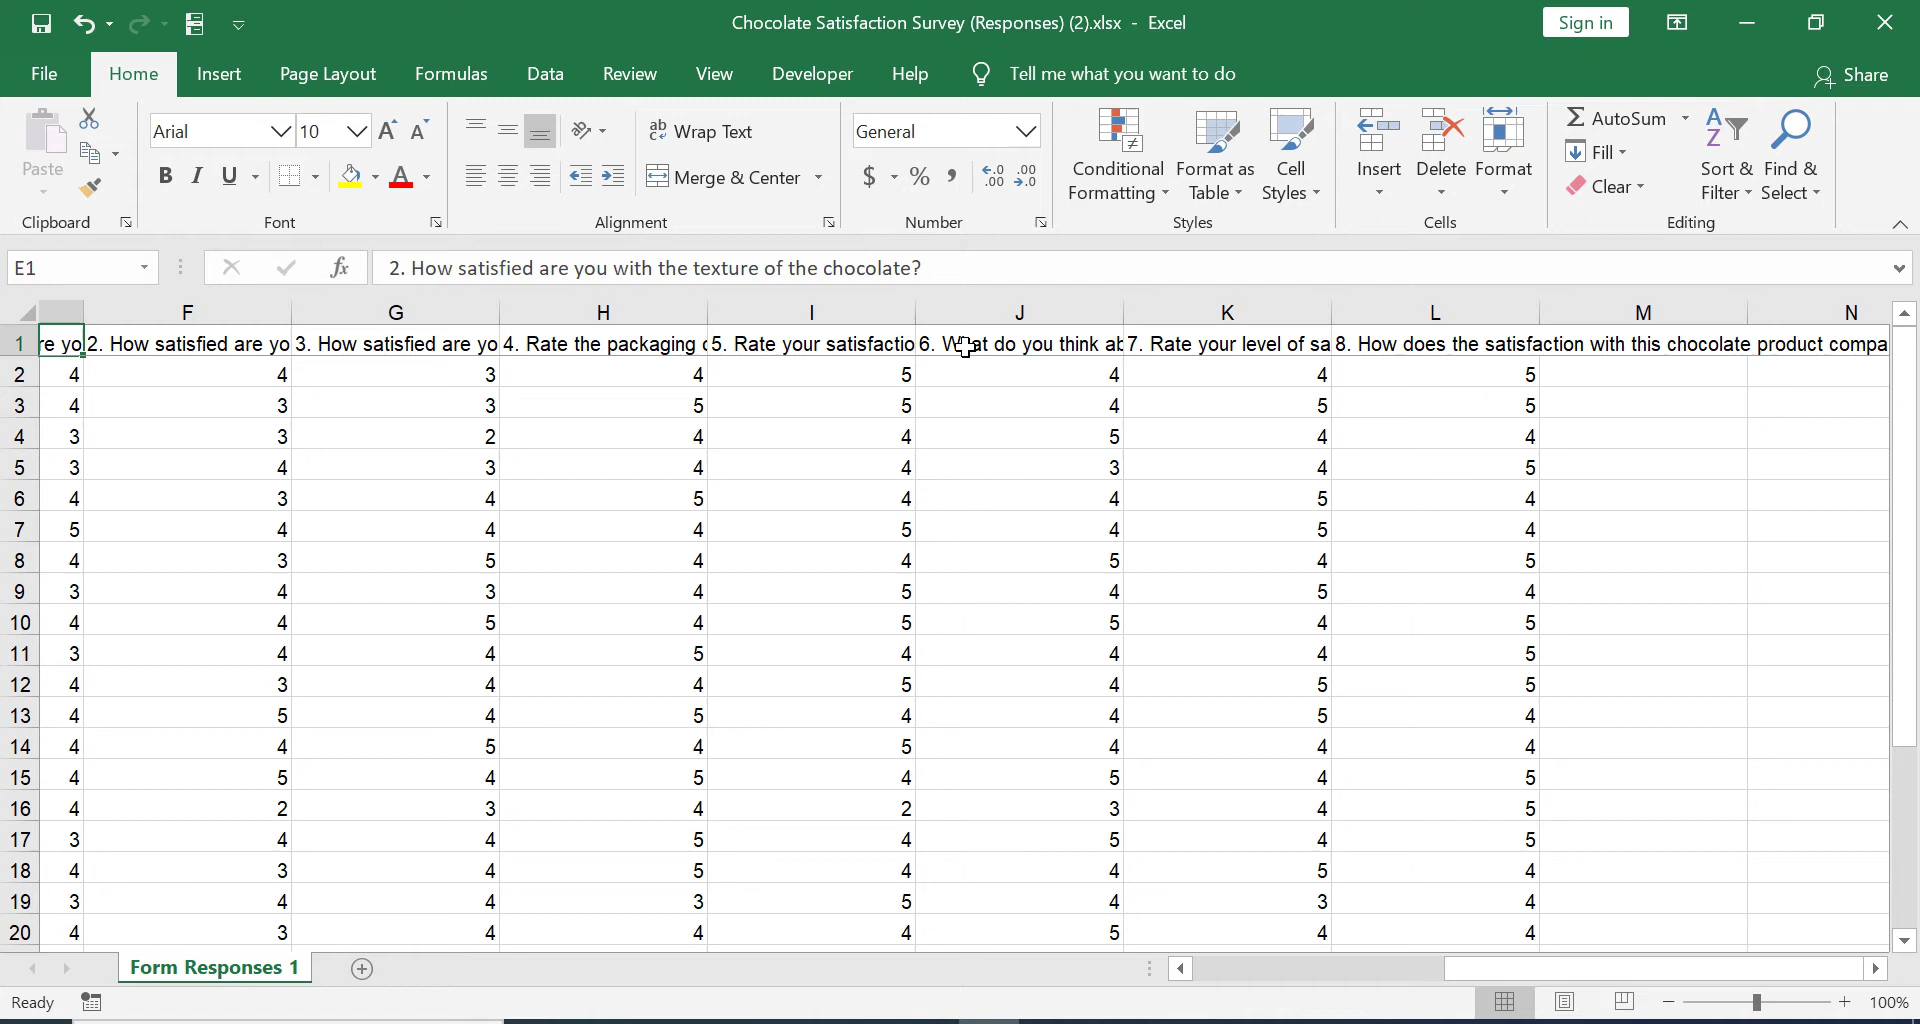 Chocolate Satisfaction Survey (Responses) (2).xlsx - Excel
Sign in
File Home Insert Page Layout Formulas Data Review View Developer Help Tell me what you want to do Share
Paste
Clipboard
Arial 10
B I U A
Font
Wrap Text
Merge & Center
Alignment
General
$ % ,
Number
Conditional Formatting
Format as Table
Cell Styles
Styles
Insert Delete Format
Cells
AutoSum
Fill
Clear
Sort & Filter
Find & Select
Editing
E1 fx 2. How satisfied are you with the texture of the chocolate?
F G H I J K L M N
1 re yo 2. How satisfied are yo 3. How satisfied are yo 4. Rate the packaging 5. Rate your satisfactio 6. What do you think ab 7. Rate your level of sa 8. How does the satisfaction with this chocolate product compa
2 4 4 3 4 5 4 4 5
3 4 3 3 5 5 4 5 5
4 3 3 2 4 4 5 4 4
5 3 4 3 4 4 3 4 5
6 4 3 4 5 4 4 5 4
7 5 4 4 4 5 4 5 4
8 4 3 5 4 4 5 4 5
9 3 4 3 4 5 4 5 4
10 4 4 5 4 5 5 4 5
11 3 4 4 5 4 4 4 5
12 4 3 4 4 5 4 5 5
13 4 5 4 5 4 4 5 4
14 4 4 5 4 5 4 4 4
15 4 5 4 5 4 5 4 5
16 4 2 3 4 2 3 4 5
17 3 4 4 5 4 5 4 5
18 4 3 4 5 4 4 5 4
19 3 4 4 3 5 4 3 4
20 4 3 4 4 4 5 4 4
Form Responses 1
Ready 100%